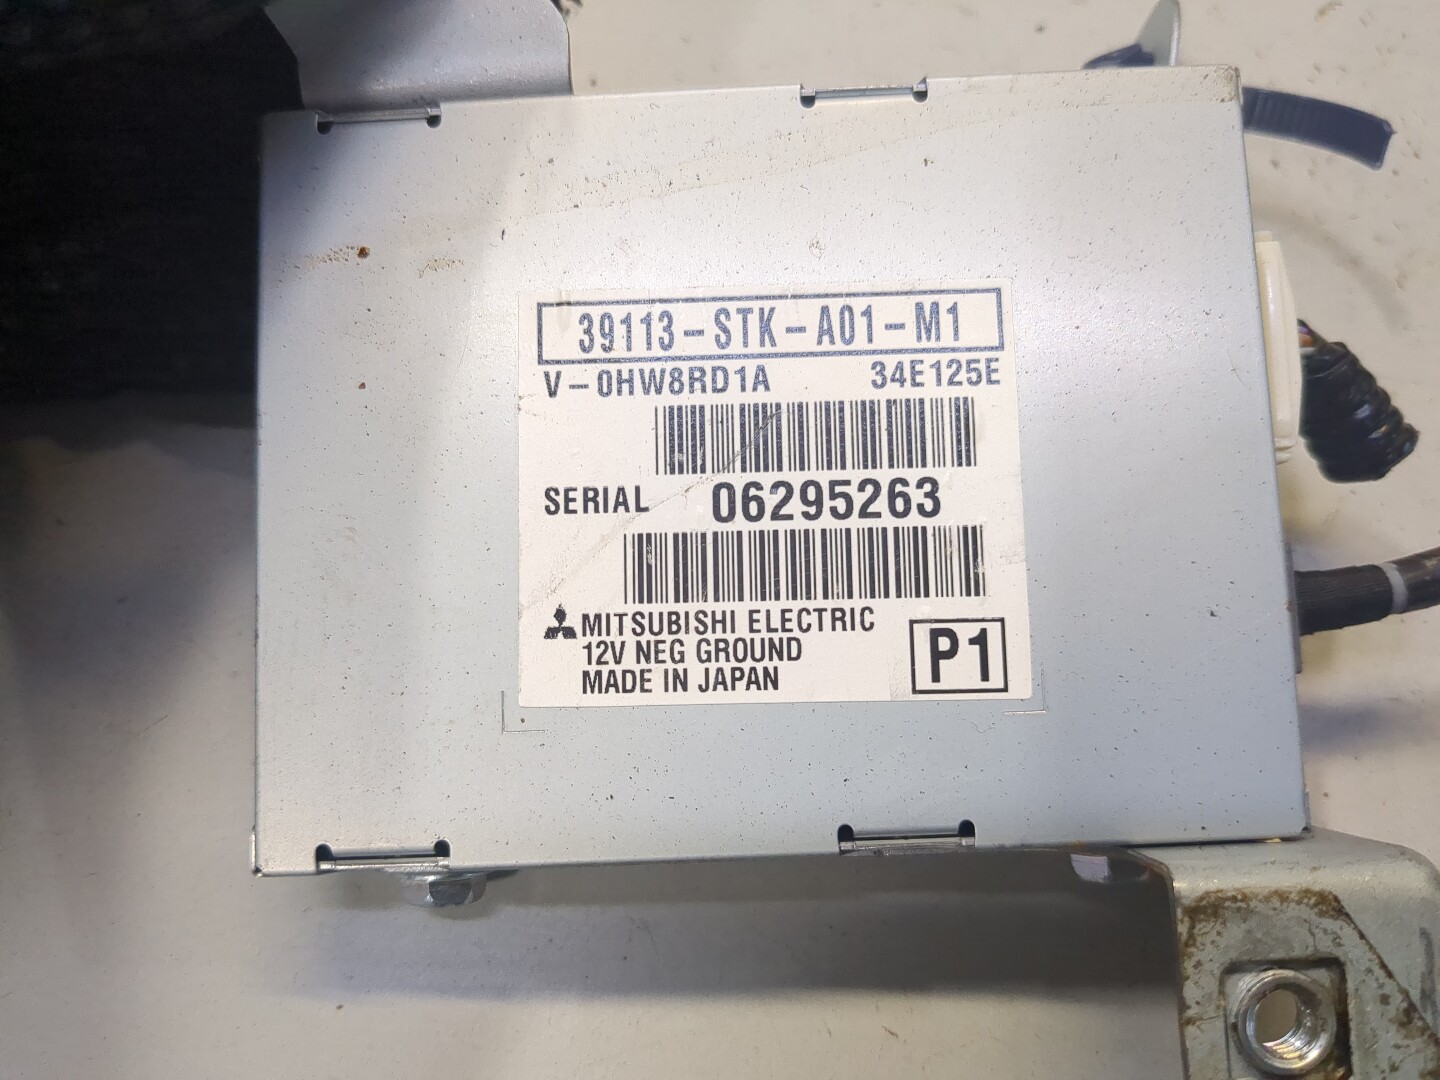 39113-STK-A01-M1
V-0HW8RD1A 34E125E
SERIAL 06295263
MITSUBISHI ELECTRIC
12V NEG GROUND
MADE IN JAPAN
P1